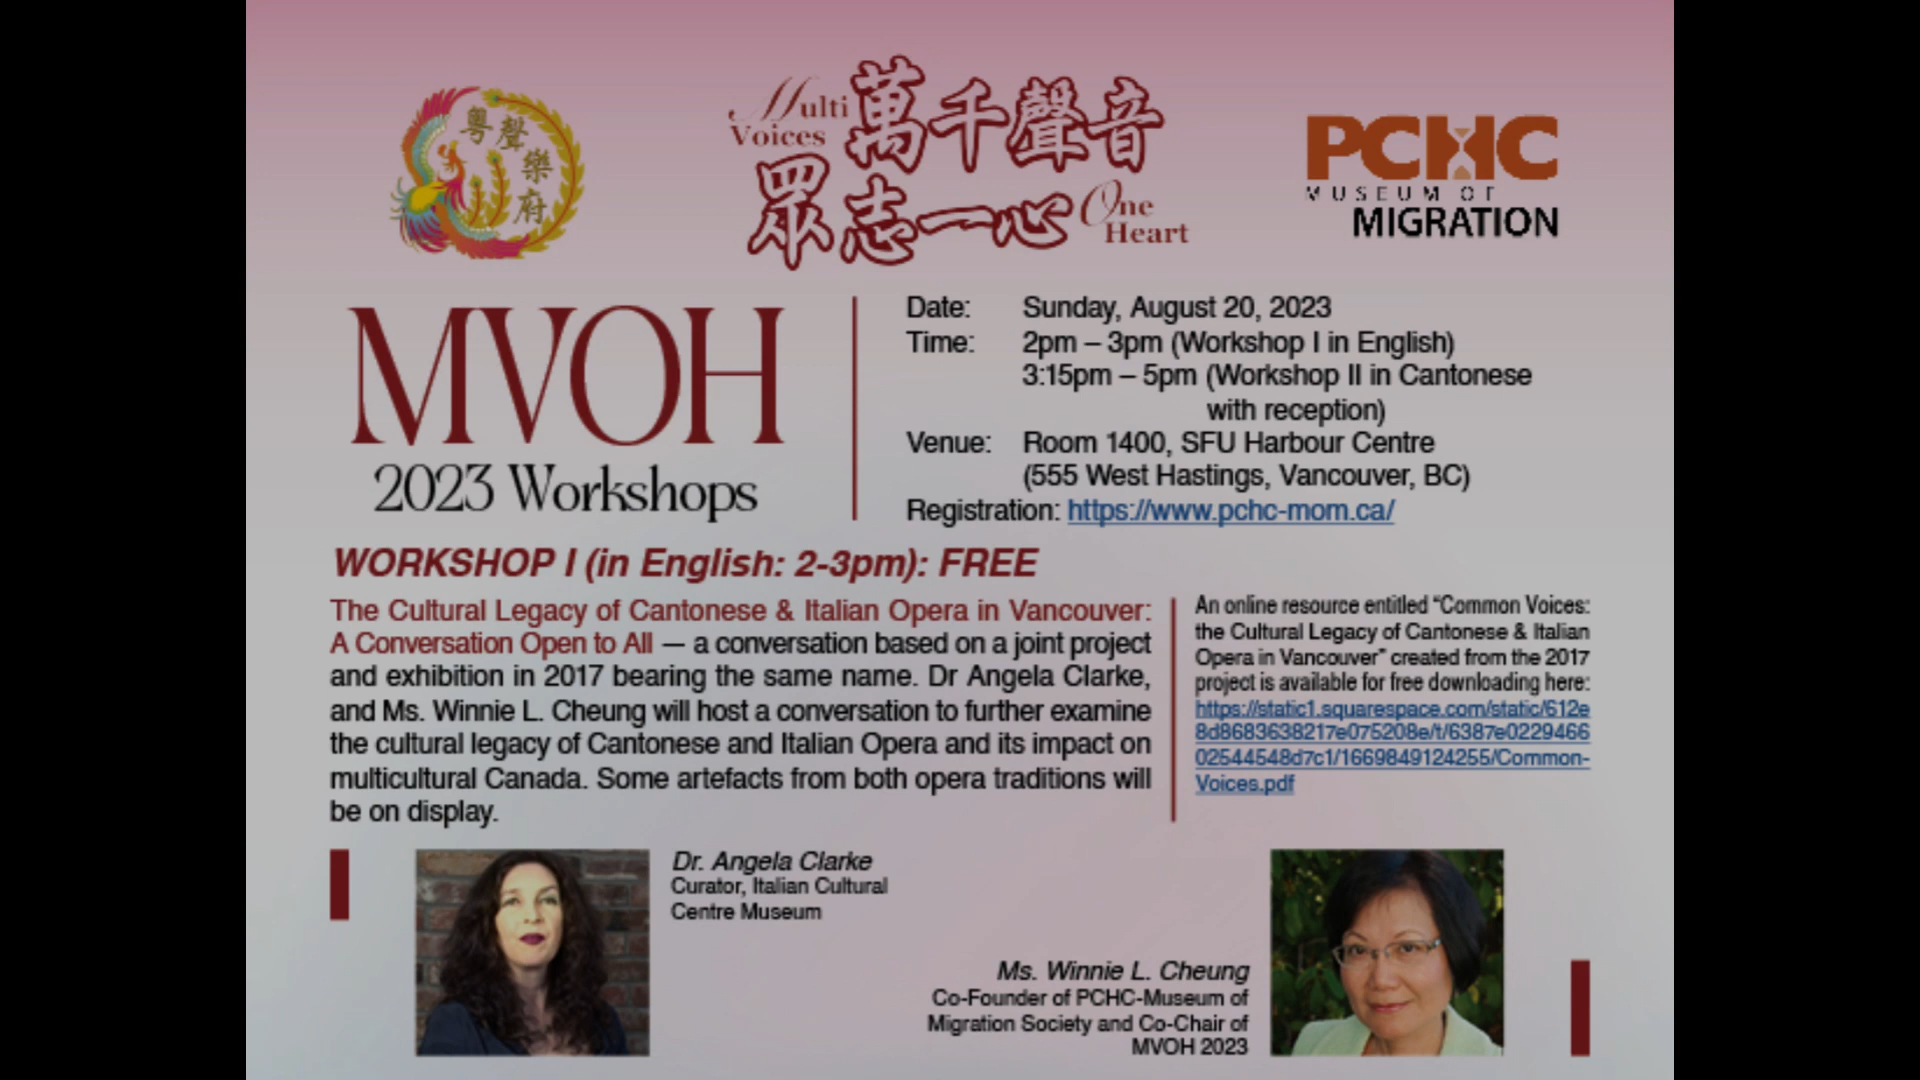 粵聲樂府
Multi Voices
萬千聲音
眾志一心
One Heart
PCHC
MUSEUM OF
MIGRATION
MVOH
2023 Workshops
Date: Sunday, August 20, 2023
Time: 2pm – 3pm (Workshop I in English)
3:15pm – 5pm (Workshop II in Cantonese
with reception)
Venue: Room 1400, SFU Harbour Centre
(555 West Hastings, Vancouver, BC)
Registration: https://www.pchc-mom.ca/
WORKSHOP I (in English: 2-3pm): FREE
The Cultural Legacy of Cantonese & Italian Opera in Vancouver:
A Conversation Open to All — a conversation based on a joint project
and exhibition in 2017 bearing the same name. Dr Angela Clarke,
and Ms. Winnie L. Cheung will host a conversation to further examine
the cultural legacy of Cantonese and Italian Opera and its impact on
multicultural Canada. Some artefacts from both opera traditions will
be on display.
An online resource entitled “Common Voices:
the Cultural Legacy of Cantonese & Italian
Opera in Vancouver” created from the 2017
project is available for free downloading here:
https://static1.squarespace.com/static/612e
8d8683638217e075208e/t/6387e0229466
02544548d7c1/1669849124255/Common-
Voices.pdf
Dr. Angela Clarke
Curator, Italian Cultural
Centre Museum
Ms. Winnie L. Cheung
Co-Founder of PCHC-Museum of
Migration Society and Co-Chair of
MVOH 2023